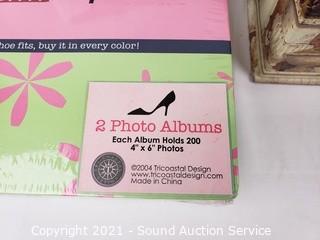 hoe fits, buy it in every color!
2 Photo Albums
Each Album Holds 200
4" x 6" Photos
©2004 Tricoastal Design
www.tricoastaldesign.com
Made in China
Copyright 2021 - Sound Auction Service